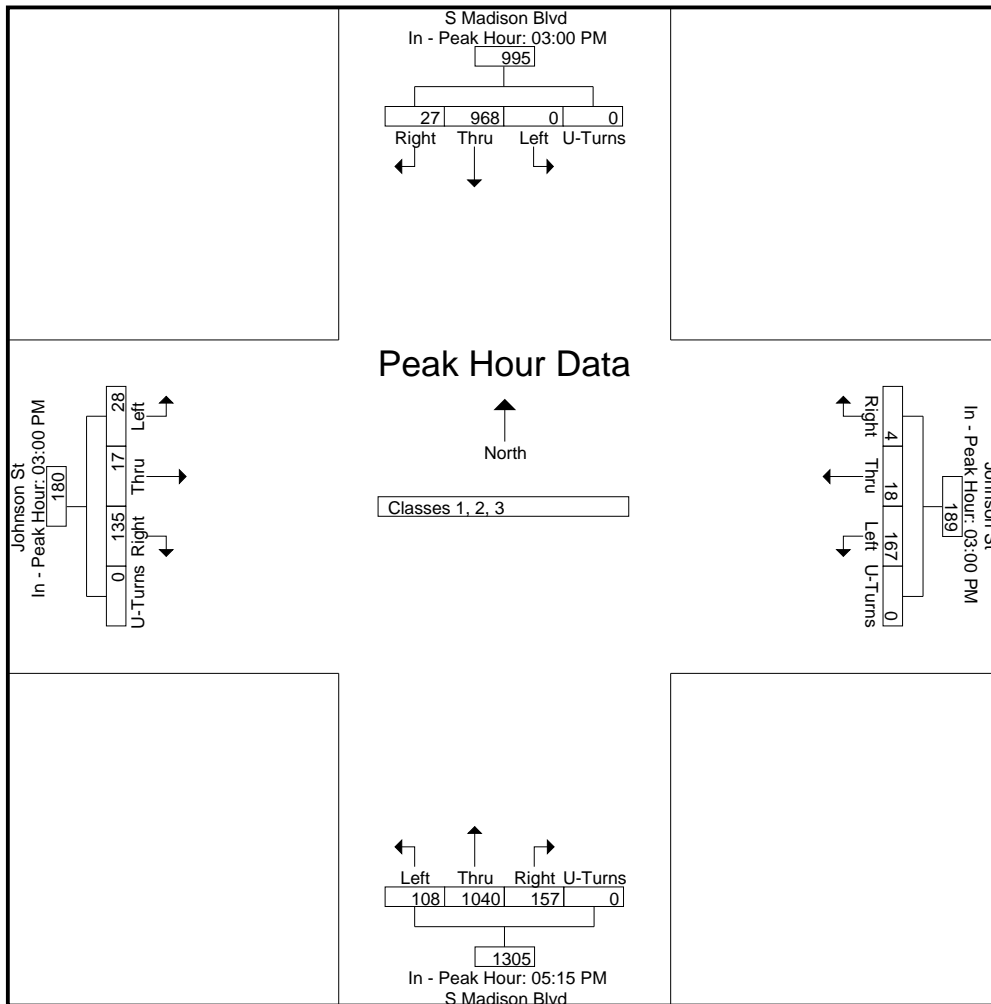 S Madison Blvd
In - Peak Hour: 03:00 PM
995
27 968 0 0
Right Thru Left U-Turns
Peak Hour Data
North
Classes 1, 2, 3
Johnson St
In - Peak Hour: 03:00 PM
180
28 17 135 0
Left Thru Right U-Turns
Johnson St
In - Peak Hour: 03:00 PM
189
4 18 167 0
Right Thru Left U-Turns
Left Thru Right U-Turns
108 1040 157 0
1305
In - Peak Hour: 05:15 PM
S Madison Blvd